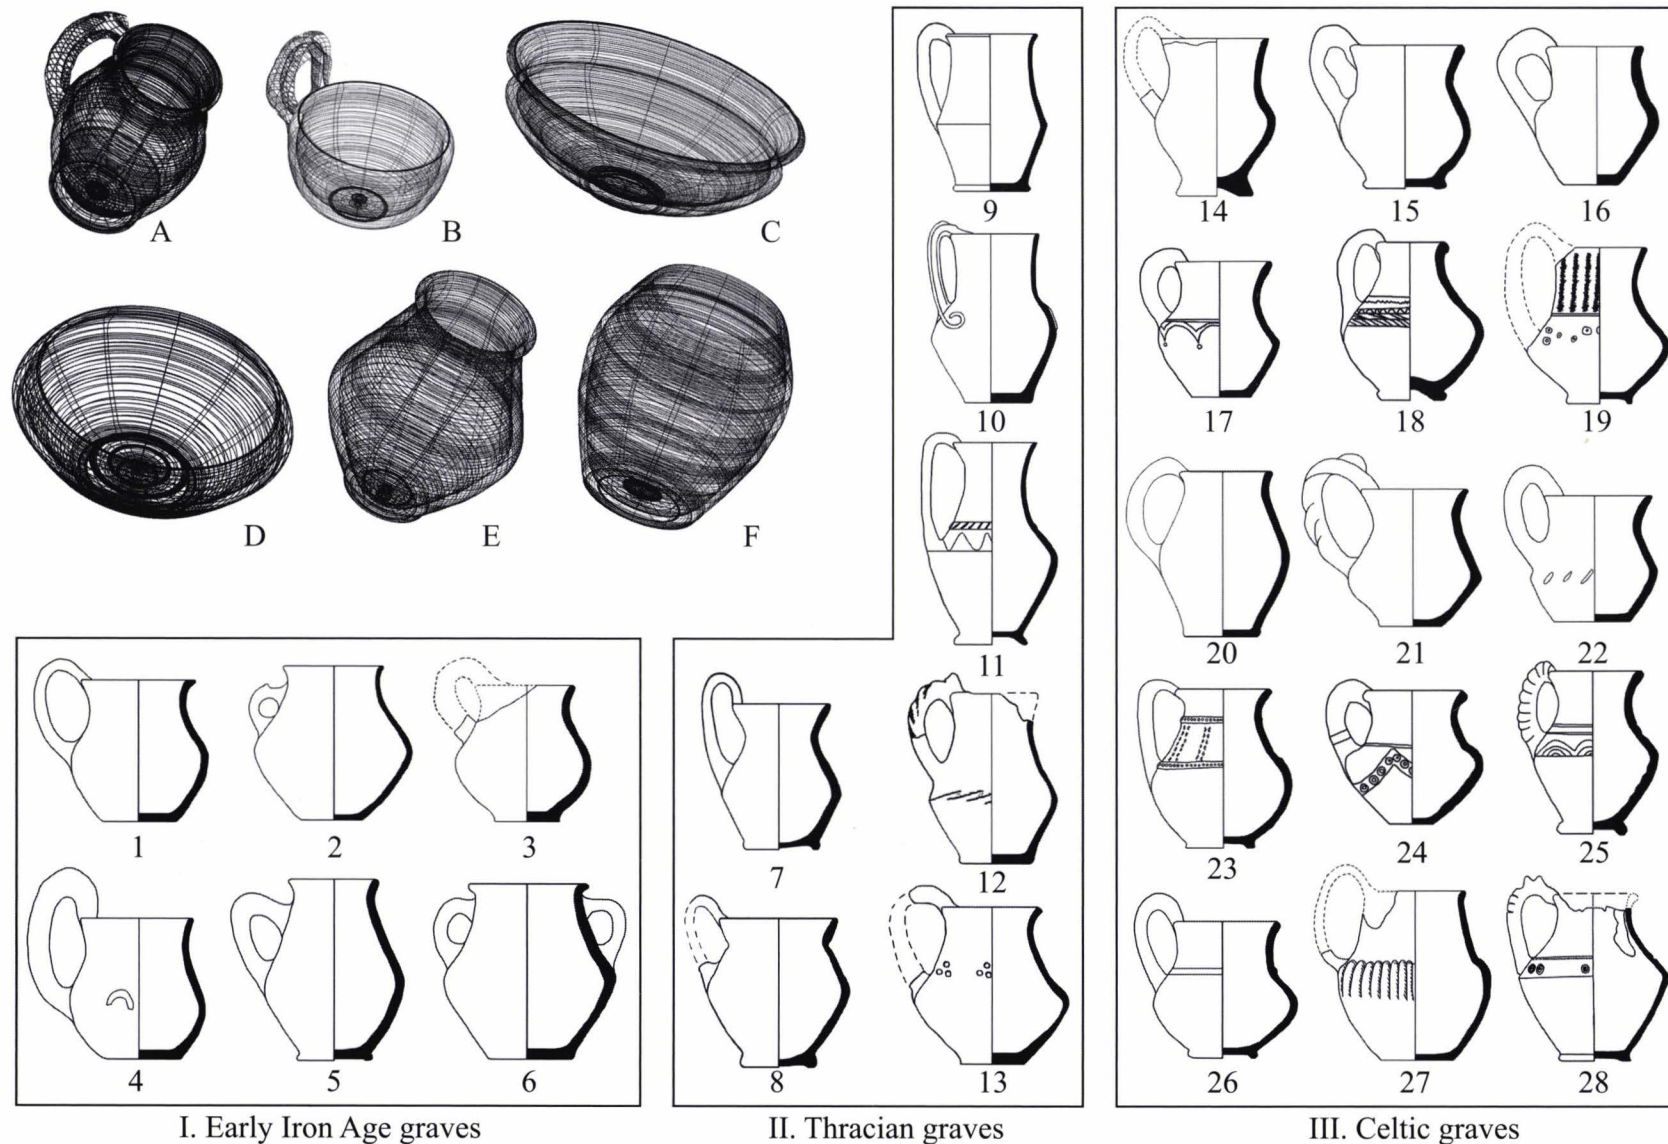 A B C
D E F
9
10
11
7 12
8 13
1 2 3
4 5 6
14 15 16
17 18 19
20 21 22
23 24 25
26 27 28
I. Early Iron Age graves
II. Thracian graves
III. Celtic graves